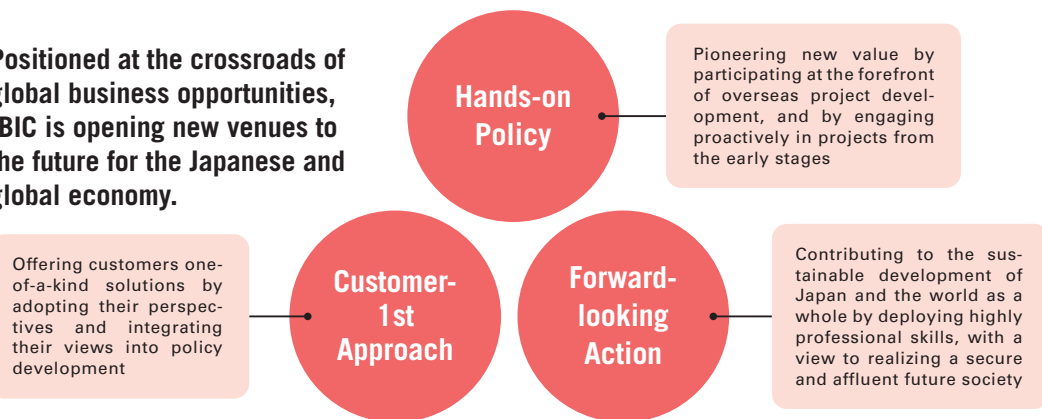 Positioned at the crossroads of
global business opportunities,
JBIC is opening new venues to
the future for the Japanese and
global economy.
Hands-on
Policy
Pioneering new value by
participating at the forefront
of overseas project devel-
opment, and by engaging
proactively in projects from
the early stages
Offering customers one-
of-a-kind solutions by
adopting their perspec-
tives and integrating
their views into policy
development
Customer-
1st
Approach
Forward-
looking
Action
Contributing to the sus-
tainable development of
Japan and the world as a
whole by deploying highly
professional skills, with a
view to realizing a secure
and affluent future society